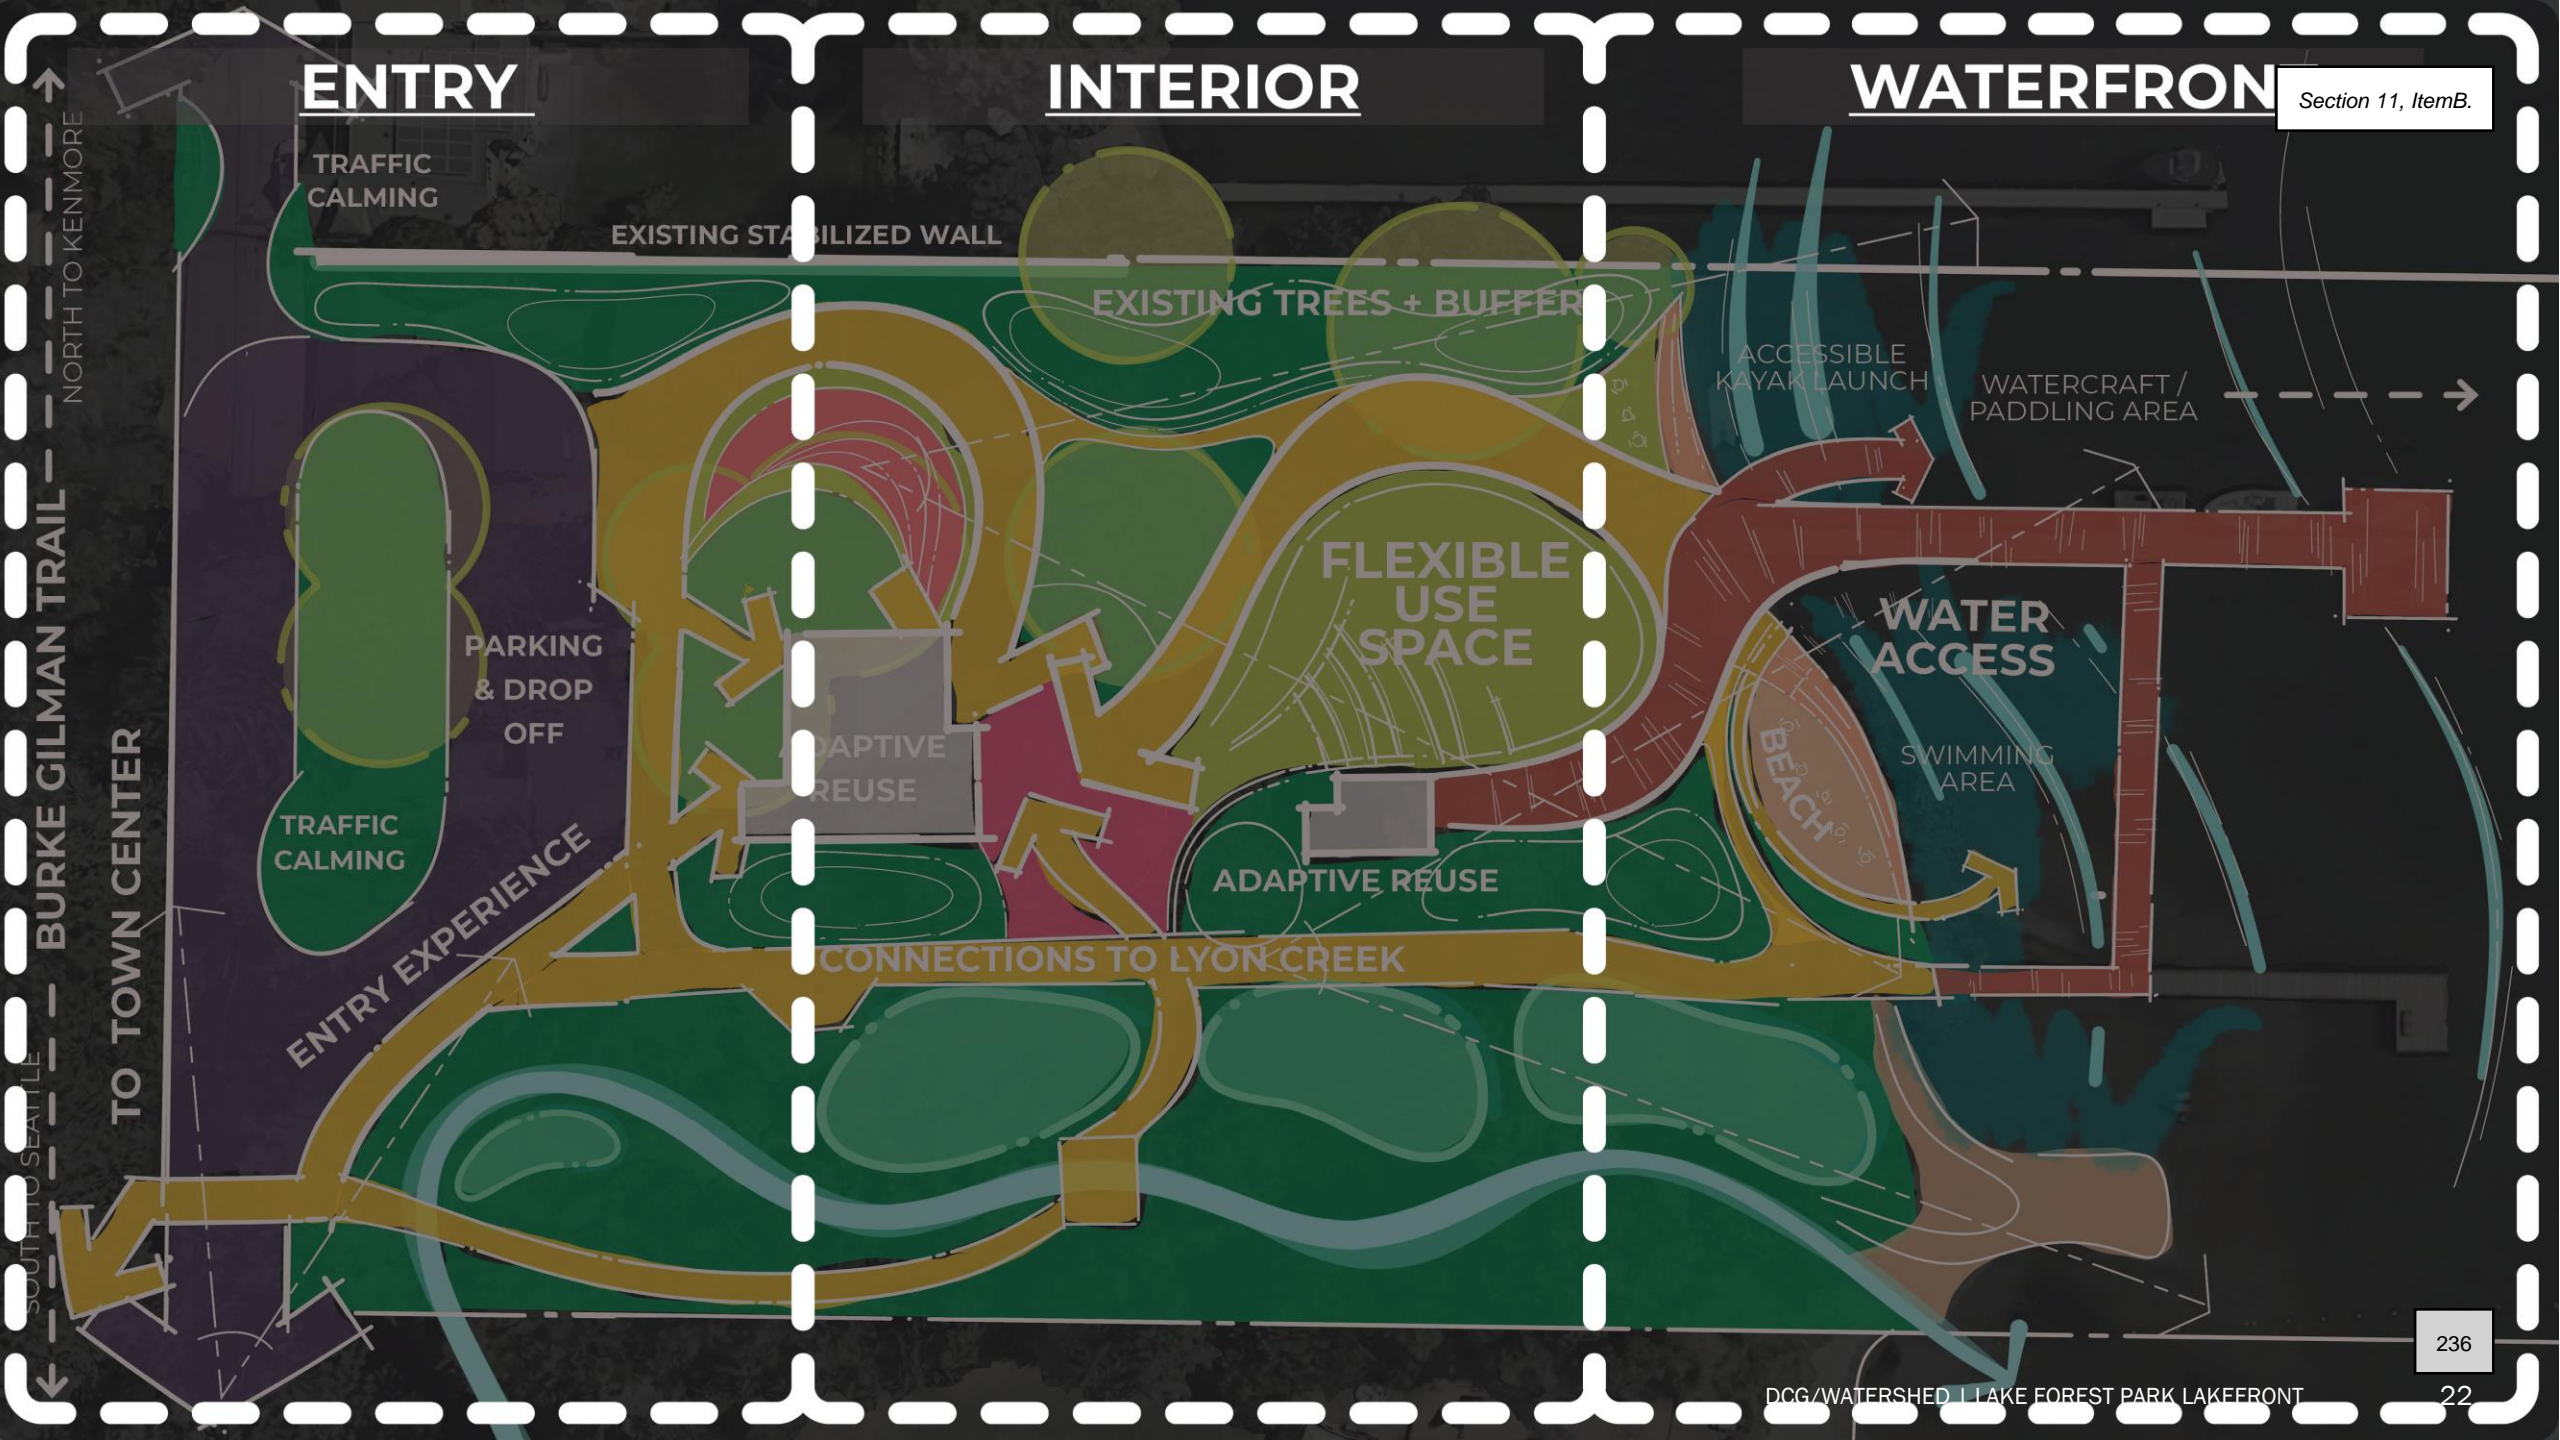 ENTRY
INTERIOR
WATERFRON
Section 11, ItemB.
TRAFFIC
CALMING
EXISTING STABILIZED WALL
EXISTING TREES + BUFFER
NORTH TO KENMORE
BURKE GILMAN TRAIL
SOUTH TO SEATTLE
TO TOWN CENTER
ACCESSIBLE
KAYAK LAUNCH
WATERCRAFT /
PADDLING AREA
FLEXIBLE
USE
SPACE
WATER
ACCESS
PARKING
& DROP
OFF
ADAPTIVE
REUSE
SWIMMING
AREA
BEACH
TRAFFIC
CALMING
ENTRY EXPERIENCE
ADAPTIVE REUSE
CONNECTIONS TO LYON CREEK
236
DCG/WATERSHED | LAKE FOREST PARK LAKEFRONT
22